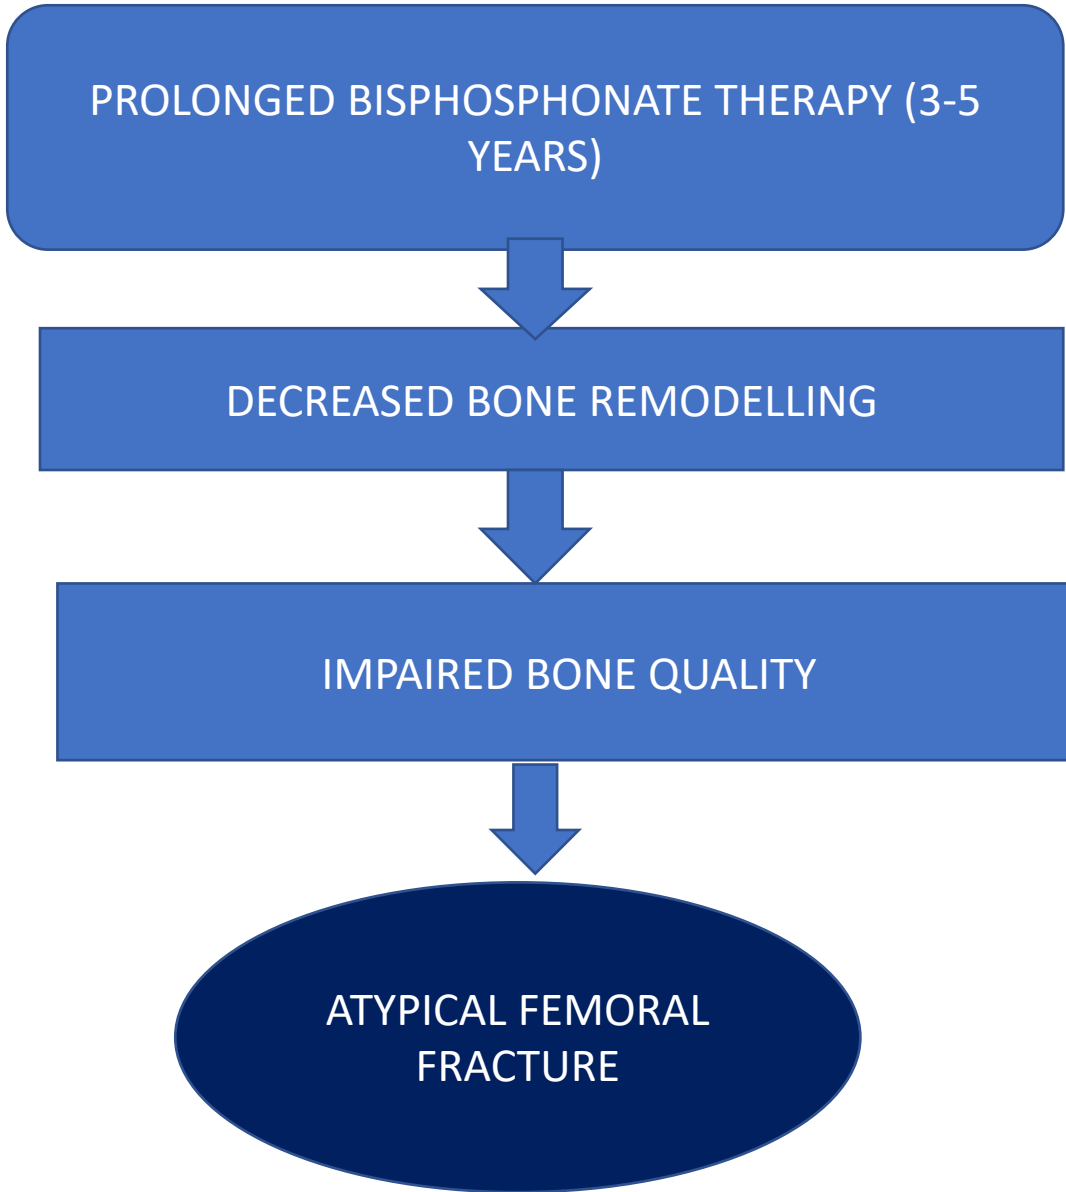 PROLONGED BISPHOSPHONATE THERAPY (3-5
YEARS)
DECREASED BONE REMODELLING
IMPAIRED BONE QUALITY
ATYPICAL FEMORAL
FRACTURE